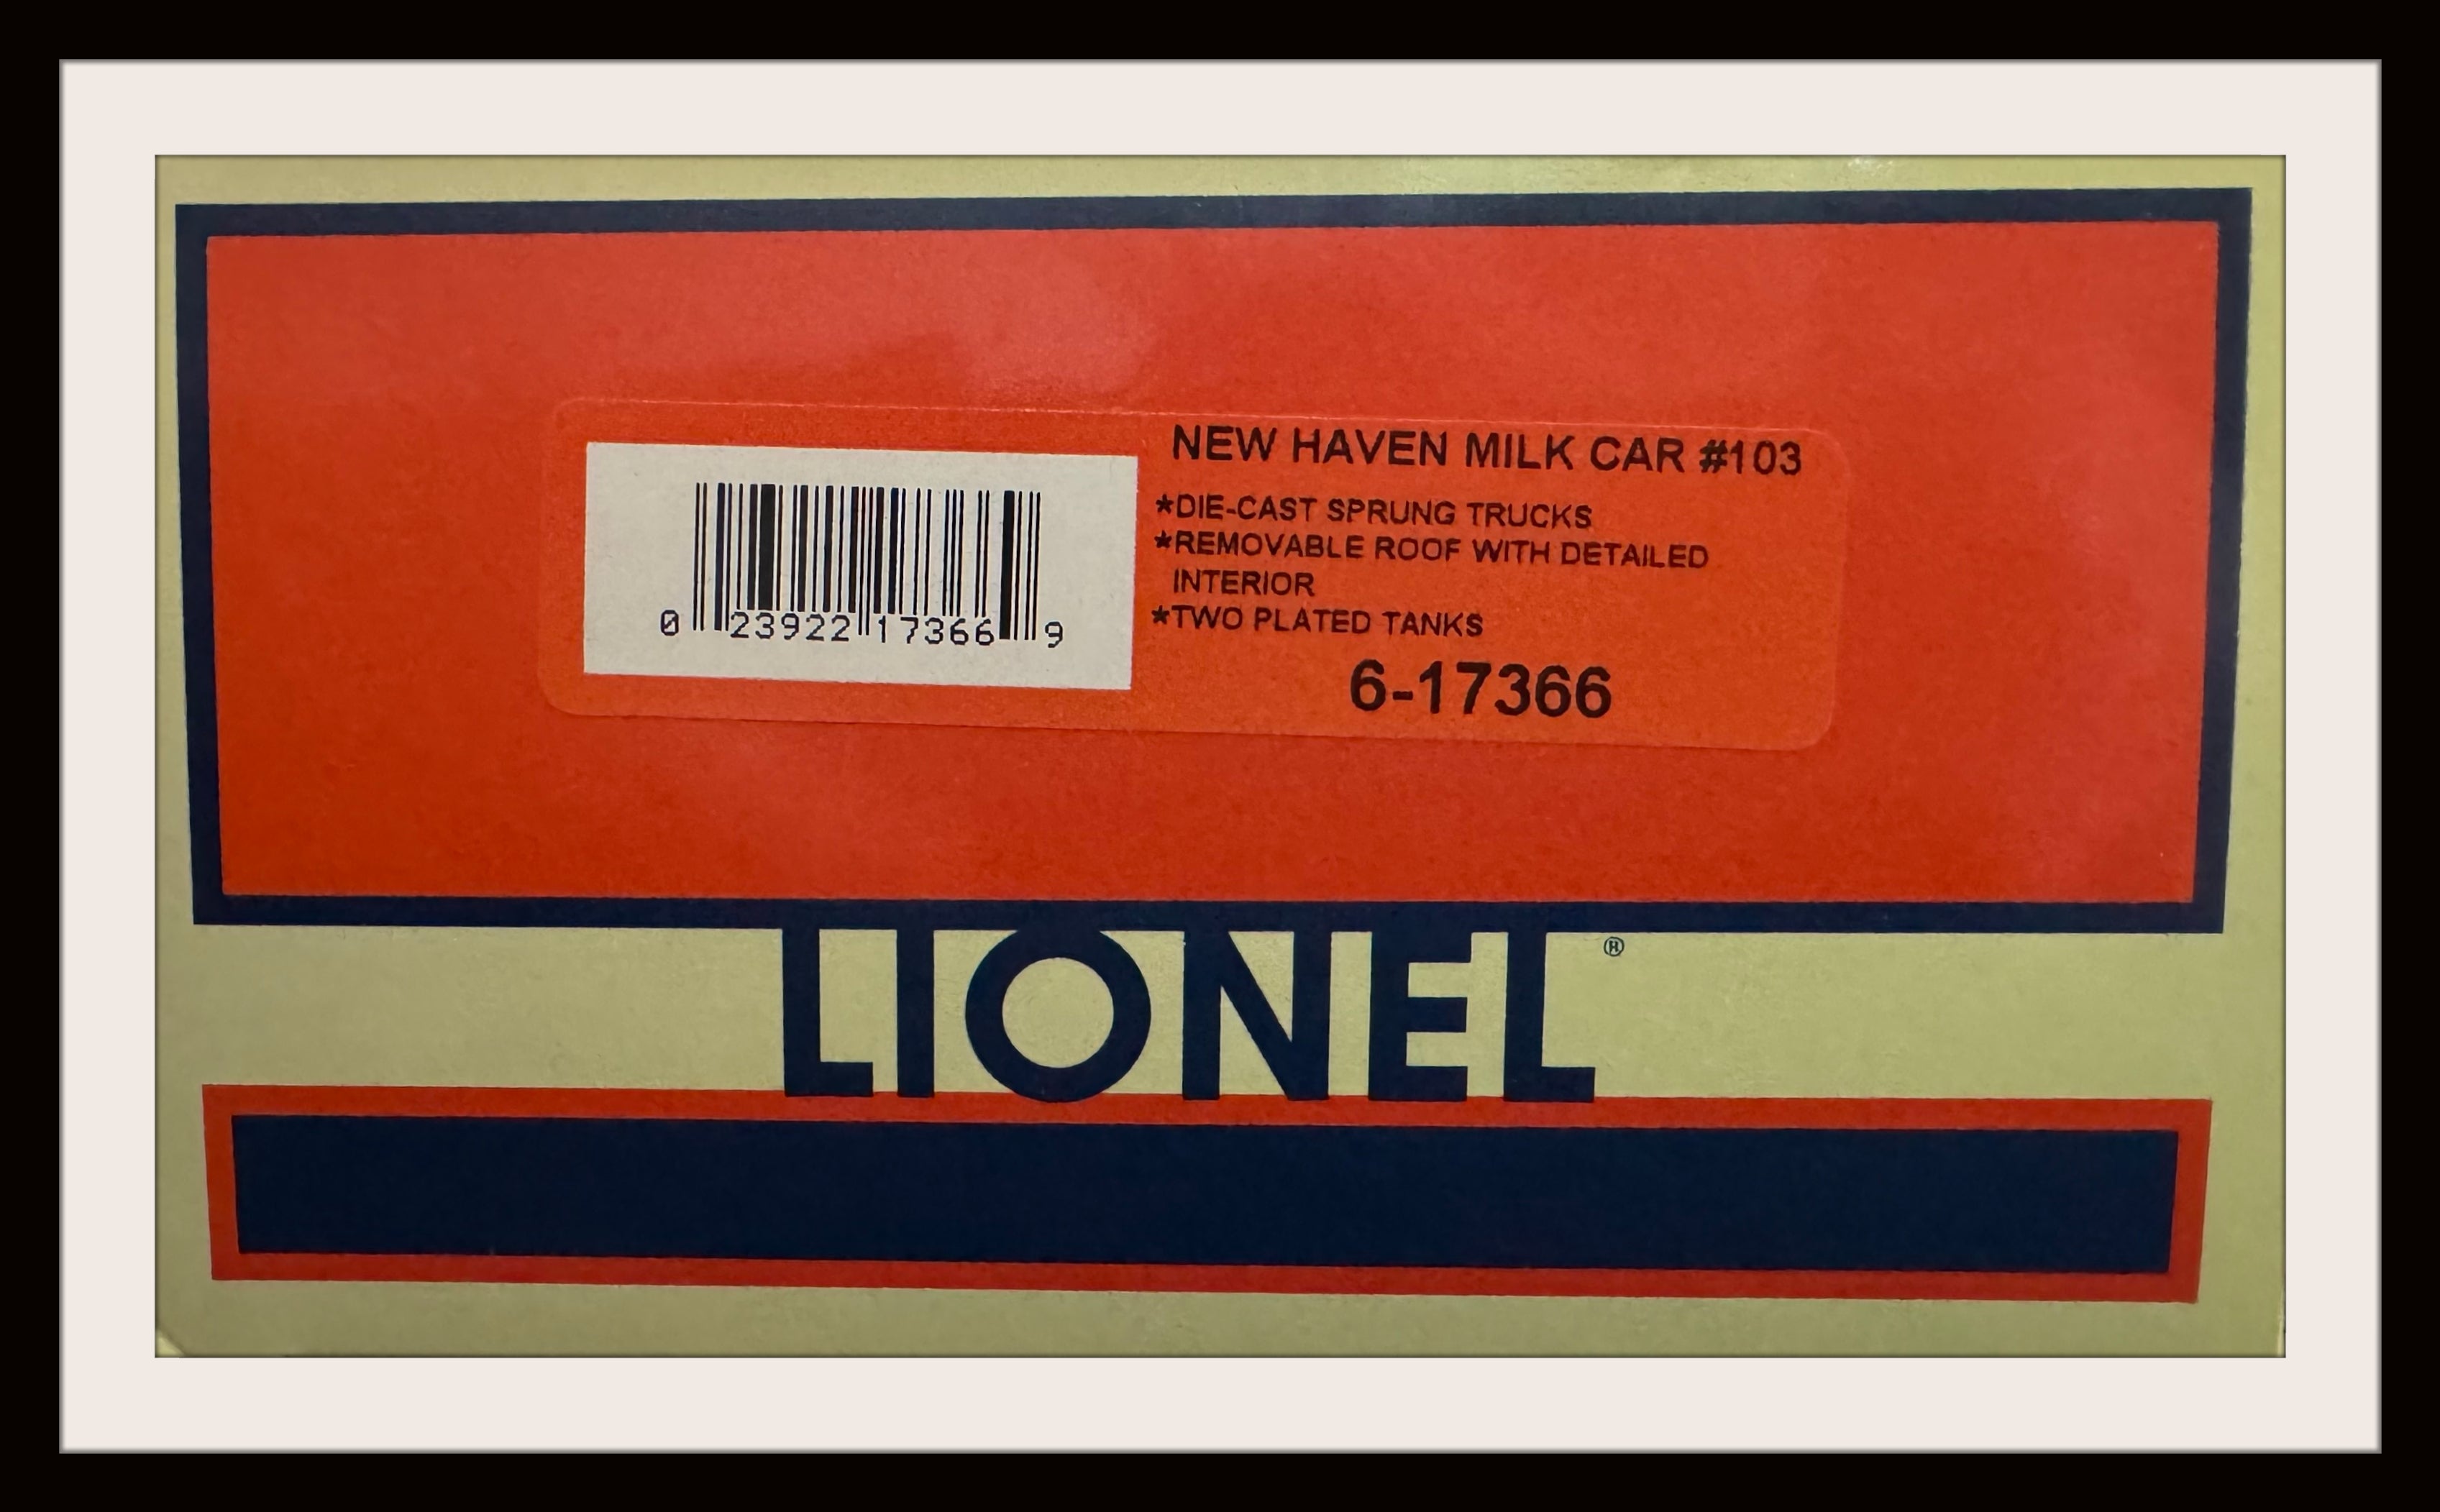 NEW HAVEN MILK CAR #103
*DIE-CAST SPRUNG TRUCKS
*REMOVABLE ROOF WITH DETAILED
INTERIOR
*TWO PLATED TANKS
6-17366
0 23922 17366 9
LIONEL®